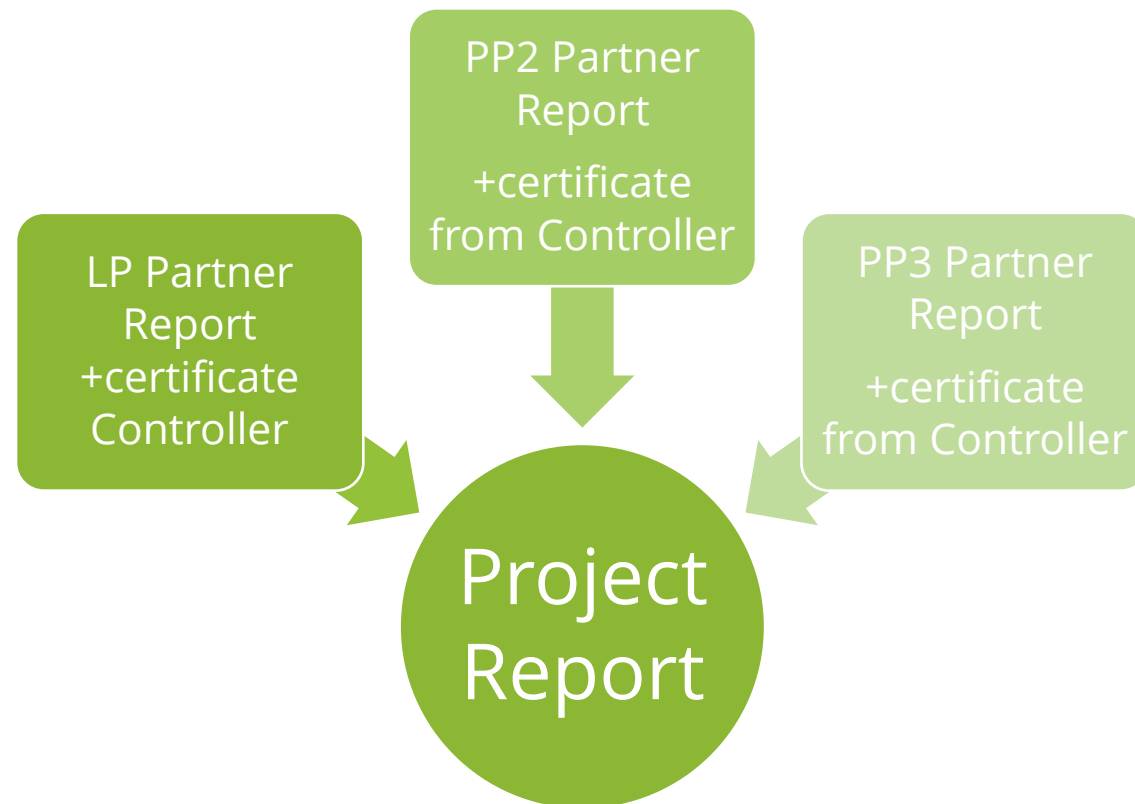 PP2 Partner
Report
+certificate
from Controller
LP Partner
Report
+certificate
Controller
PP3 Partner
Report
+certificate
from Controller
Project
Report